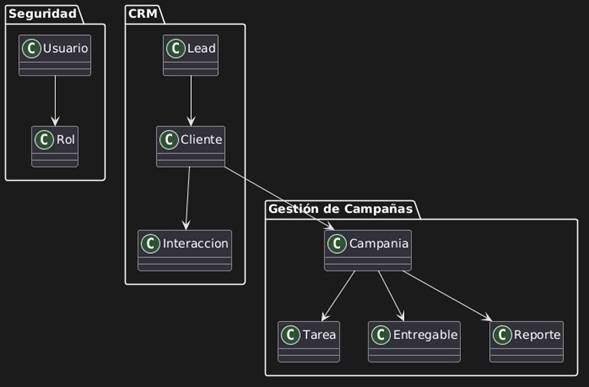 Seguridad
C Usuario
C Rol
CRM
C Lead
C Cliente
C Interaccion
Gestión de Campañas
C Campania
C Tarea
C Entregable
C Reporte